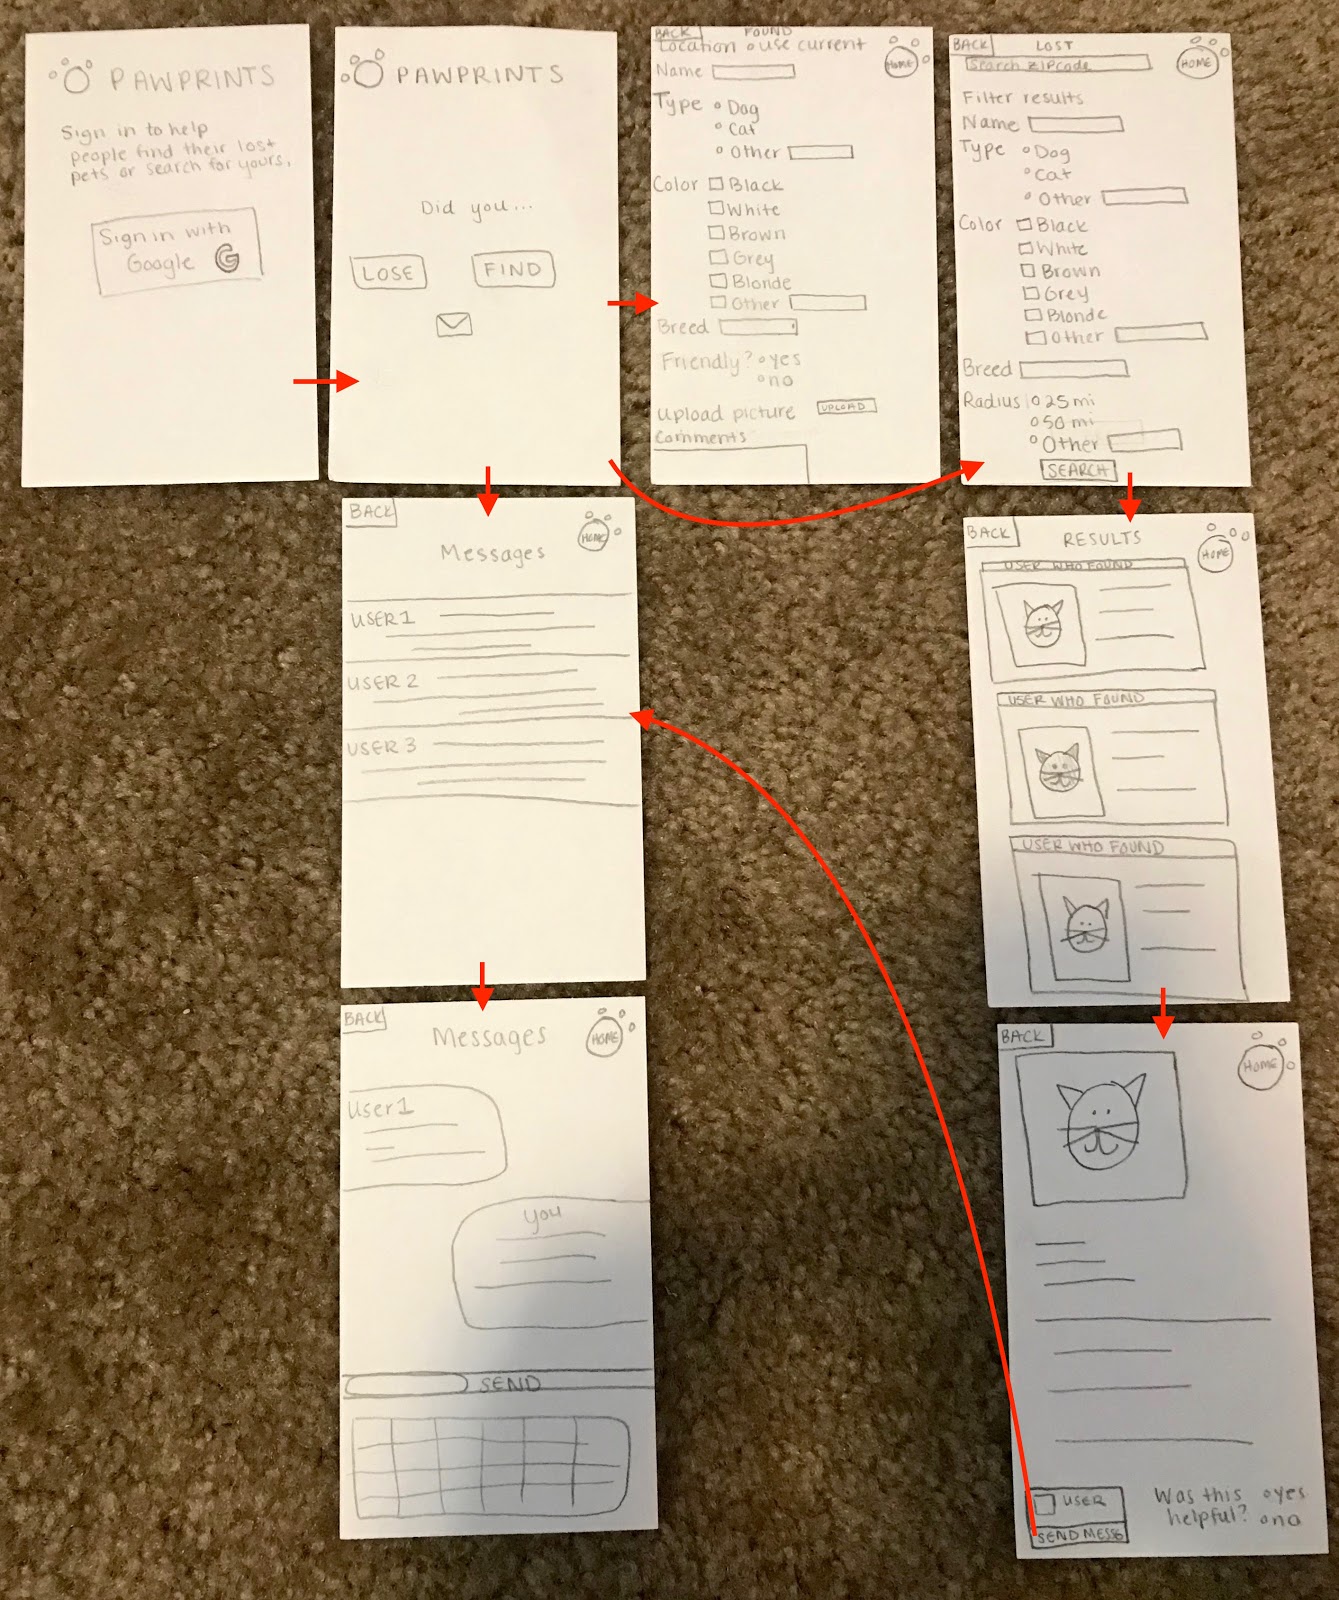 PAWPRINTS
Sign in to help
people find their lost
pets or search for yours.
Sign in with
Google G
PAWPRINTS
Did you...
LOSE
FIND
BACK
FOUND
HOME
Location o use current
Name
Type
Dog
Cat
Other
Color
Black
White
Brown
Grey
Blonde
Other
Breed
Friendly? yes
no
Upload picture UPLOAD
Comments
BACK
LOST
HOME
Search ZIPcode
Filter results
Name
Type
Dog
Cat
Other
Color
Black
White
Brown
Grey
Blonde
Other
Breed
Radius 25 mi
50 mi
Other
SEARCH
BACK
HOME
Messages
USER 1
USER 2
USER 3
BACK
RESULTS
HOME
USER WHO FOUND
USER WHO FOUND
USER WHO FOUND
BACK
Messages
HOME
User 1
you
SEND
BACK
HOME
USER
SEND MESSG
Was this yes
helpful? no